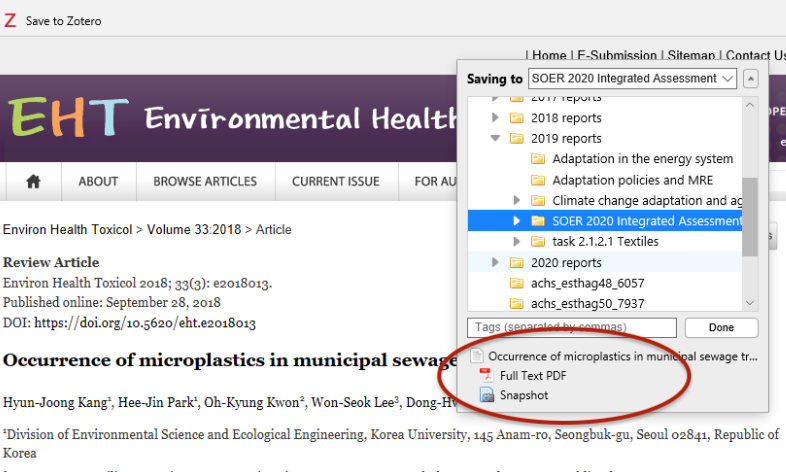 Save to Zotero
| Home | E-Submission | Sitemap | Contact Us
EHT Environmental Health
ABOUT BROWSE ARTICLES CURRENT ISSUE FOR AU
Environ Health Toxicol > Volume 33:2018 > Article
Review Article
Environ Health Toxicol 2018; 33(3): e2018013.
Published online: September 28, 2018
DOI: https://doi.org/10.5620/eht.e2018013
Occurrence of microplastics in municipal sewage
Hyun-Joong Kang¹, Hee-Jin Park¹, Oh-Kyung Kwon², Won-Seok Lee³, Dong-H
¹Division of Environmental Science and Ecological Engineering, Korea University, 145 Anam-ro, Seongbuk-gu, Seoul 02841, Republic of
Korea
Saving to SOER 2020 Integrated Assessment
2017 reports
2018 reports
2019 reports
Adaptation in the energy system
Adaptation policies and MRE
Climate change adaptation and ag
SOER 2020 Integrated Assessment
task 2.1.2.1 Textiles
2020 reports
achs_esthag48_6057
achs_esthag50_7937
Tags (separated by commas) Done
Occurrence of microplastics in municipal sewage tr...
Full Text PDF
Snapshot